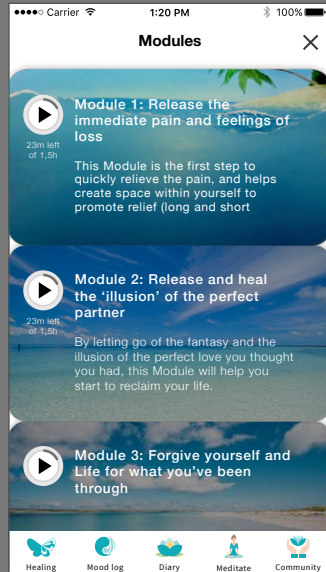 Carrier 1:20 PM 100%
Modules
Module 1: Release the
immediate pain and feelings of
loss
23m left
of 1,5h
This Module is the first step to
quickly relieve the pain, and helps
create space within yourself to
promote relief (long and short
Module 2: Release and heal
the ‘illusion’ of the perfect
partner
23m left
of 1,5h
By letting go of the fantasy and the
illusion of the perfect love you thought
you had, this Module will help you
start to reclaim your life.
Module 3: Forgive yourself and
Life for what you’ve been
through
Healing Mood log Diary Meditate Community